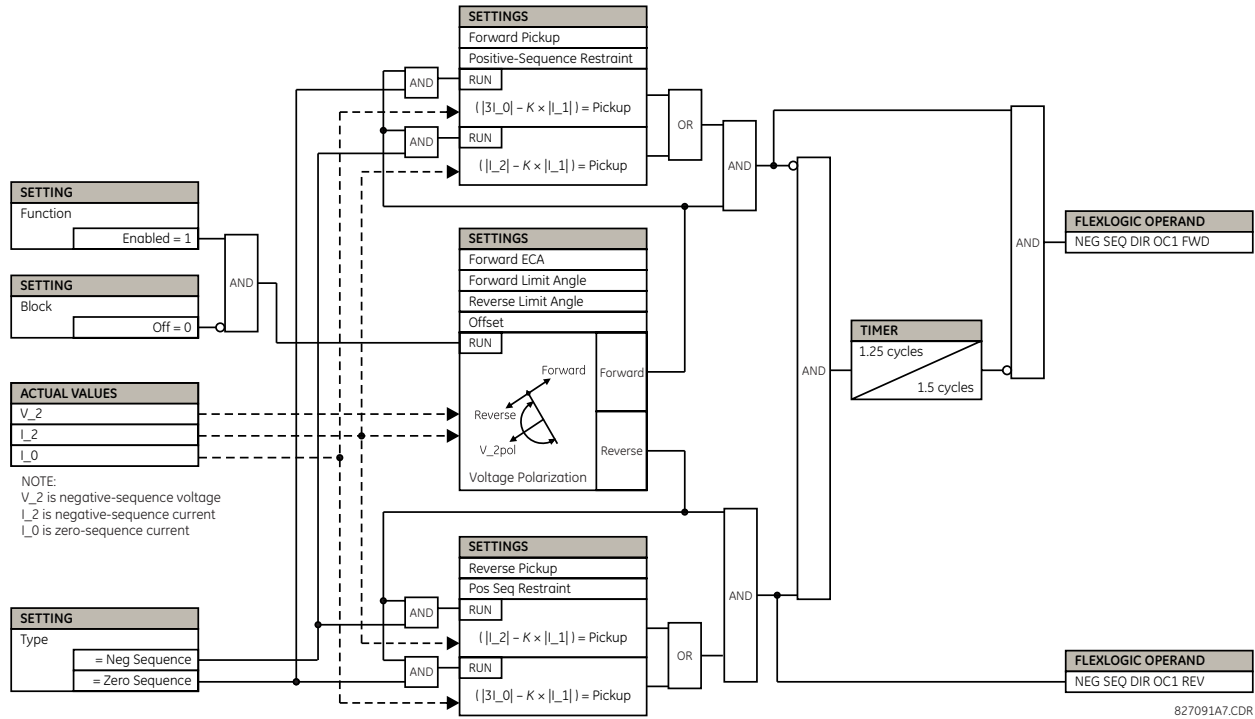 SETTINGS
Forward Pickup
Positive-Sequence Restraint
RUN
( |3I_0| – K × |I_1| ) = Pickup
RUN
( |I_2| – K × |I_1| ) = Pickup
AND
AND
OR
AND
SETTING
Function
Enabled = 1
SETTING
Block
Off = 0
AND
SETTINGS
Forward ECA
Forward Limit Angle
Reverse Limit Angle
Offset
RUN
Forward
Reverse
V_2pol
Voltage Polarization
Forward
Reverse
AND
FLEXLOGIC OPERAND
NEG SEQ DIR OC1 FWD
AND
TIMER
1.25 cycles
1.5 cycles
ACTUAL VALUES
V_2
I_2
I_0
NOTE:
V_2 is negative-sequence voltage
I_2 is negative-sequence current
I_0 is zero-sequence current
SETTING
Type
= Neg Sequence
= Zero Sequence
SETTINGS
Reverse Pickup
Pos Seq Restraint
RUN
( |I_2| – K × |I_1| ) = Pickup
RUN
( |3I_0| – K × |I_1| ) = Pickup
AND
AND
OR
AND
FLEXLOGIC OPERAND
NEG SEQ DIR OC1 REV
827091A7.CDR